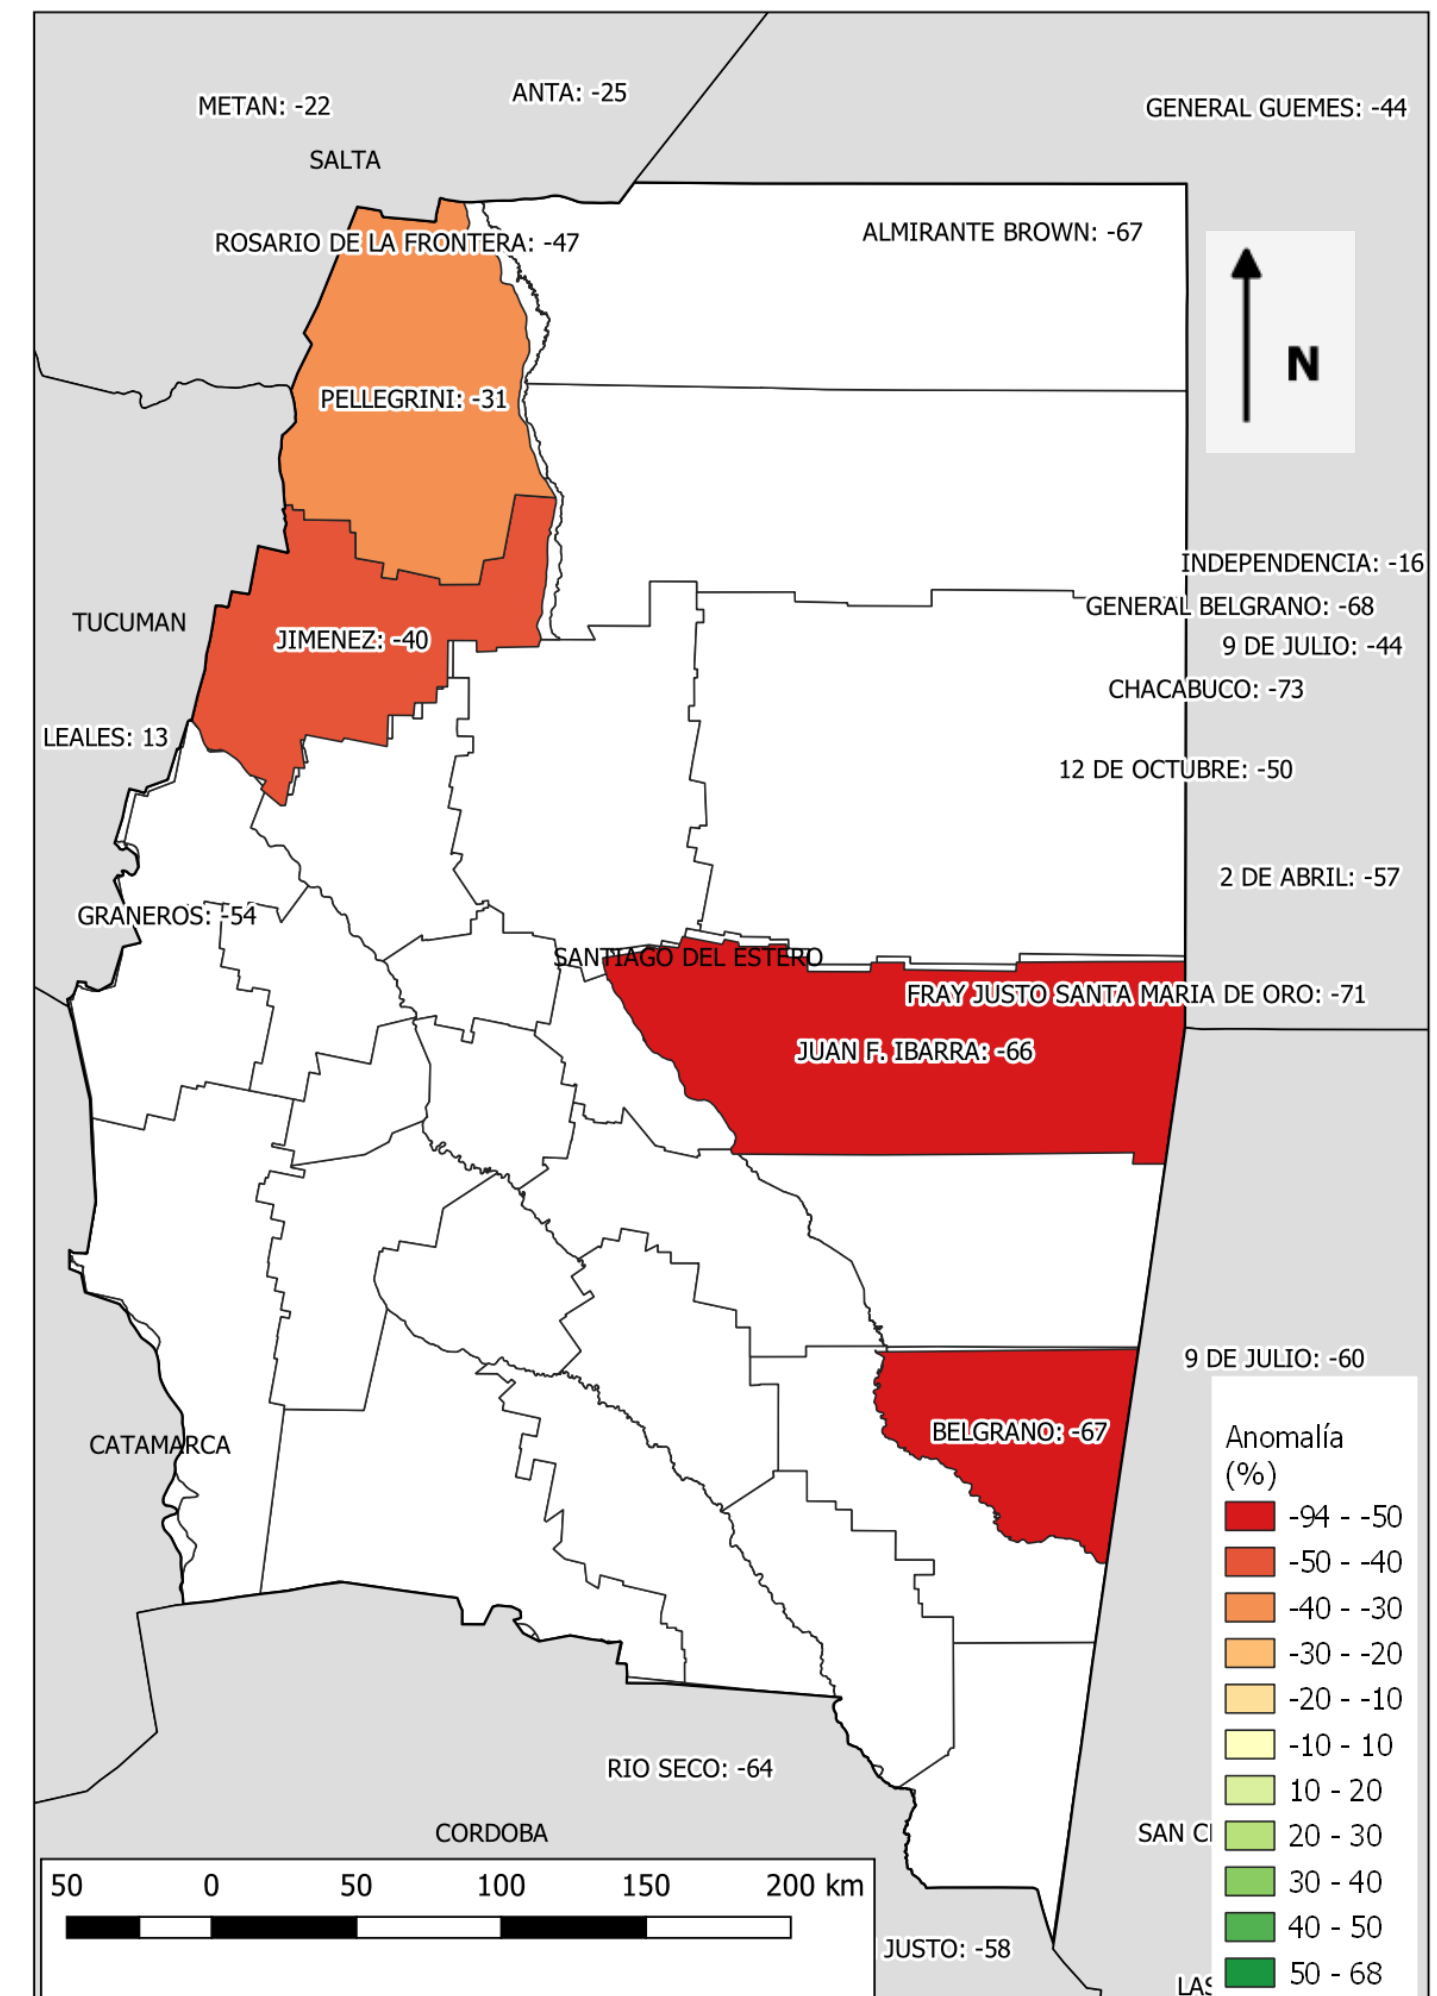 ANTA: -25
METAN: -22
GENERAL GUEMES: -44
SALTA
ALMIRANTE BROWN: -67
ROSARIO DE LA FRONTERA: -47
N
PELLEGRINI: -31
INDEPENDENCIA: -16
GENERAL BELGRANO: -68
TUCUMAN
JIMENEZ: -40
9 DE JULIO: -44
CHACABUCO: -73
LEALES: 13
12 DE OCTUBRE: -50
2 DE ABRIL: -57
GRANEROS: -54
SANTIAGO DEL ESTERO
FRAY JUSTO SANTA MARIA DE ORO: -71
JUAN F. IBARRA: -66
9 DE JULIO: -60
BELGRANO: -67
CATAMARCA
Anomalía
(%)
-94 - -50
-50 - -40
-40 - -30
-30 - -20
-20 - -10
-10 - 10
10 - 20
20 - 30
30 - 40
40 - 50
50 - 68
RIO SECO: -64
CORDOBA
SAN
50 0 50 100 150 200 km
JUSTO: -58
LAS